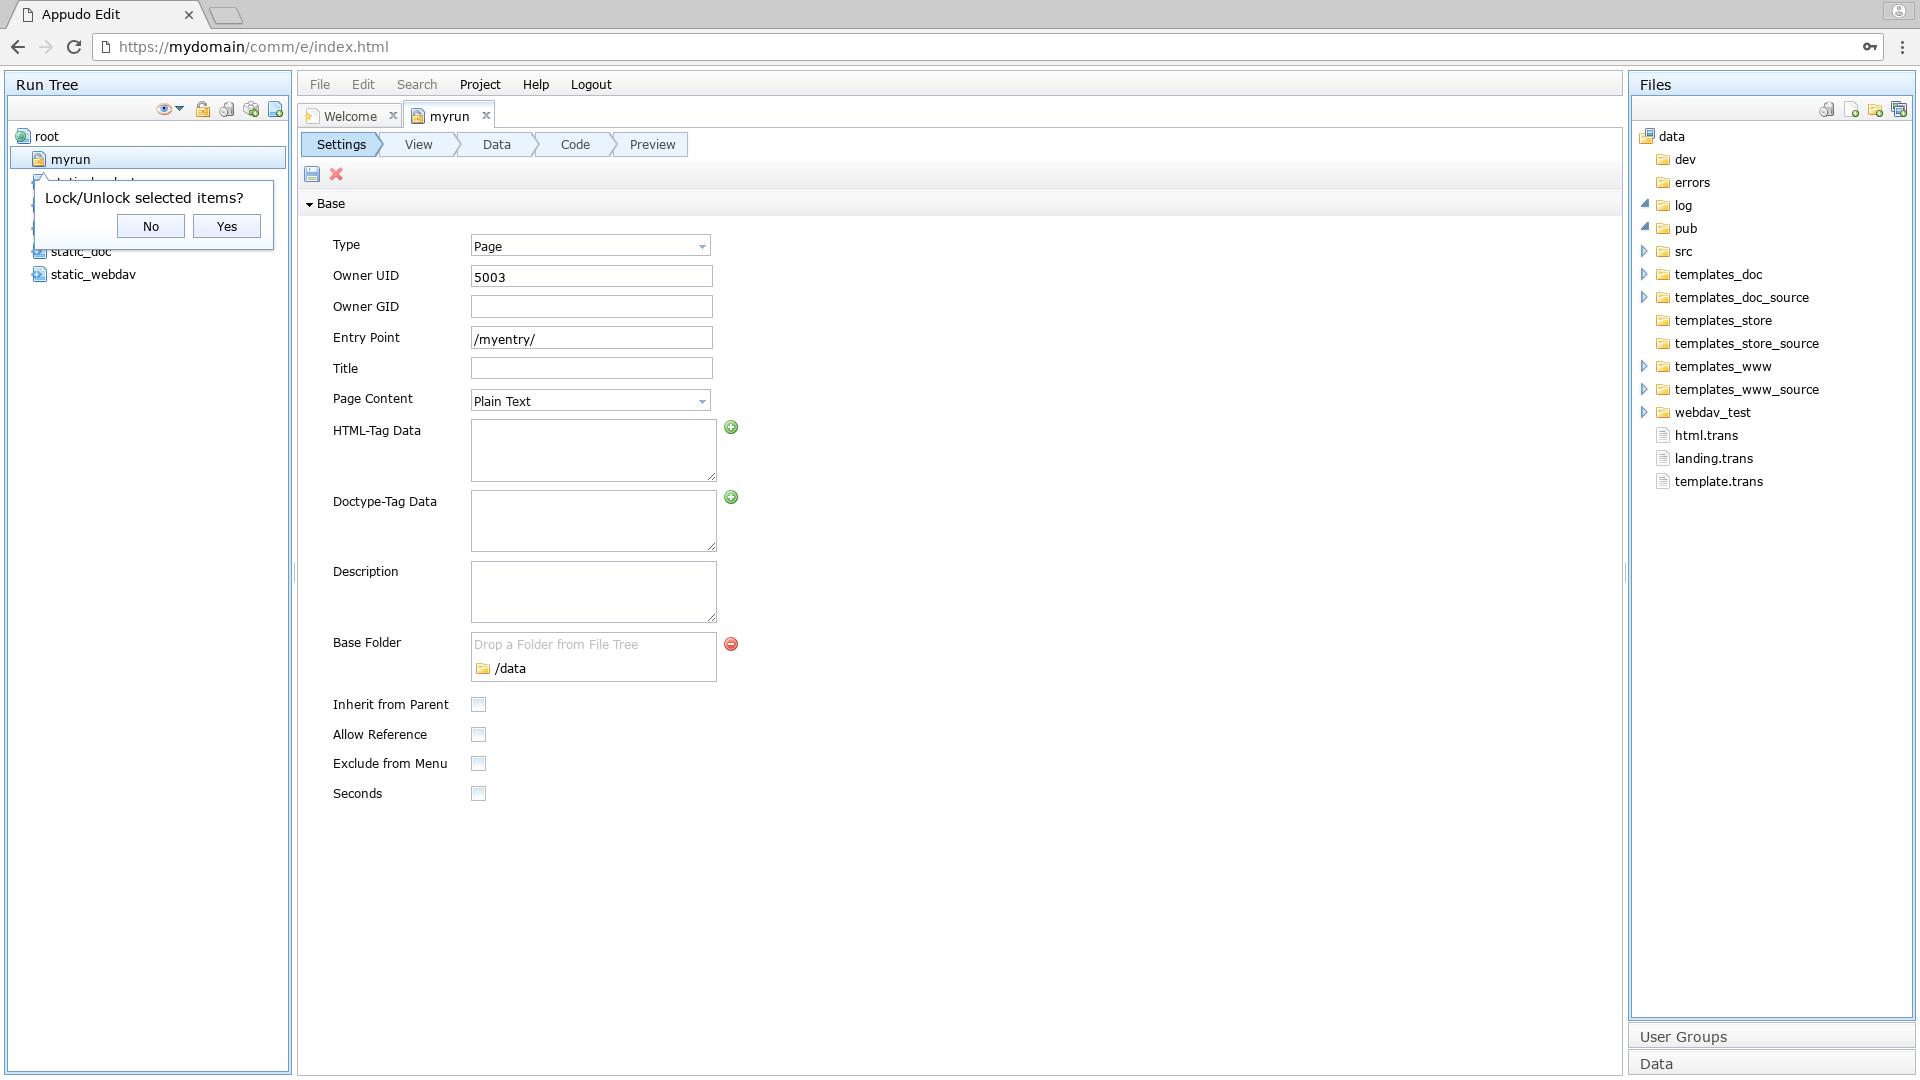 Appudo Edit
https://mydomain/comm/e/index.html
Run Tree
root
myrun
Lock/Unlock selected items?
No
Yes
static_doc
static_webdav
File Edit Search Project Help Logout
Welcome
myrun
Settings View Data Code Preview
Base
Type
Page
Owner UID
5003
Owner GID
Entry Point
/myentry/
Title
Page Content
Plain Text
HTML-Tag Data
Doctype-Tag Data
Description
Base Folder
Drop a Folder from File Tree
/data
Inherit from Parent
Allow Reference
Exclude from Menu
Seconds
Files
data
dev
errors
log
pub
src
templates_doc
templates_doc_source
templates_store
templates_store_source
templates_www
templates_www_source
webdav_test
html.trans
landing.trans
template.trans
User Groups
Data